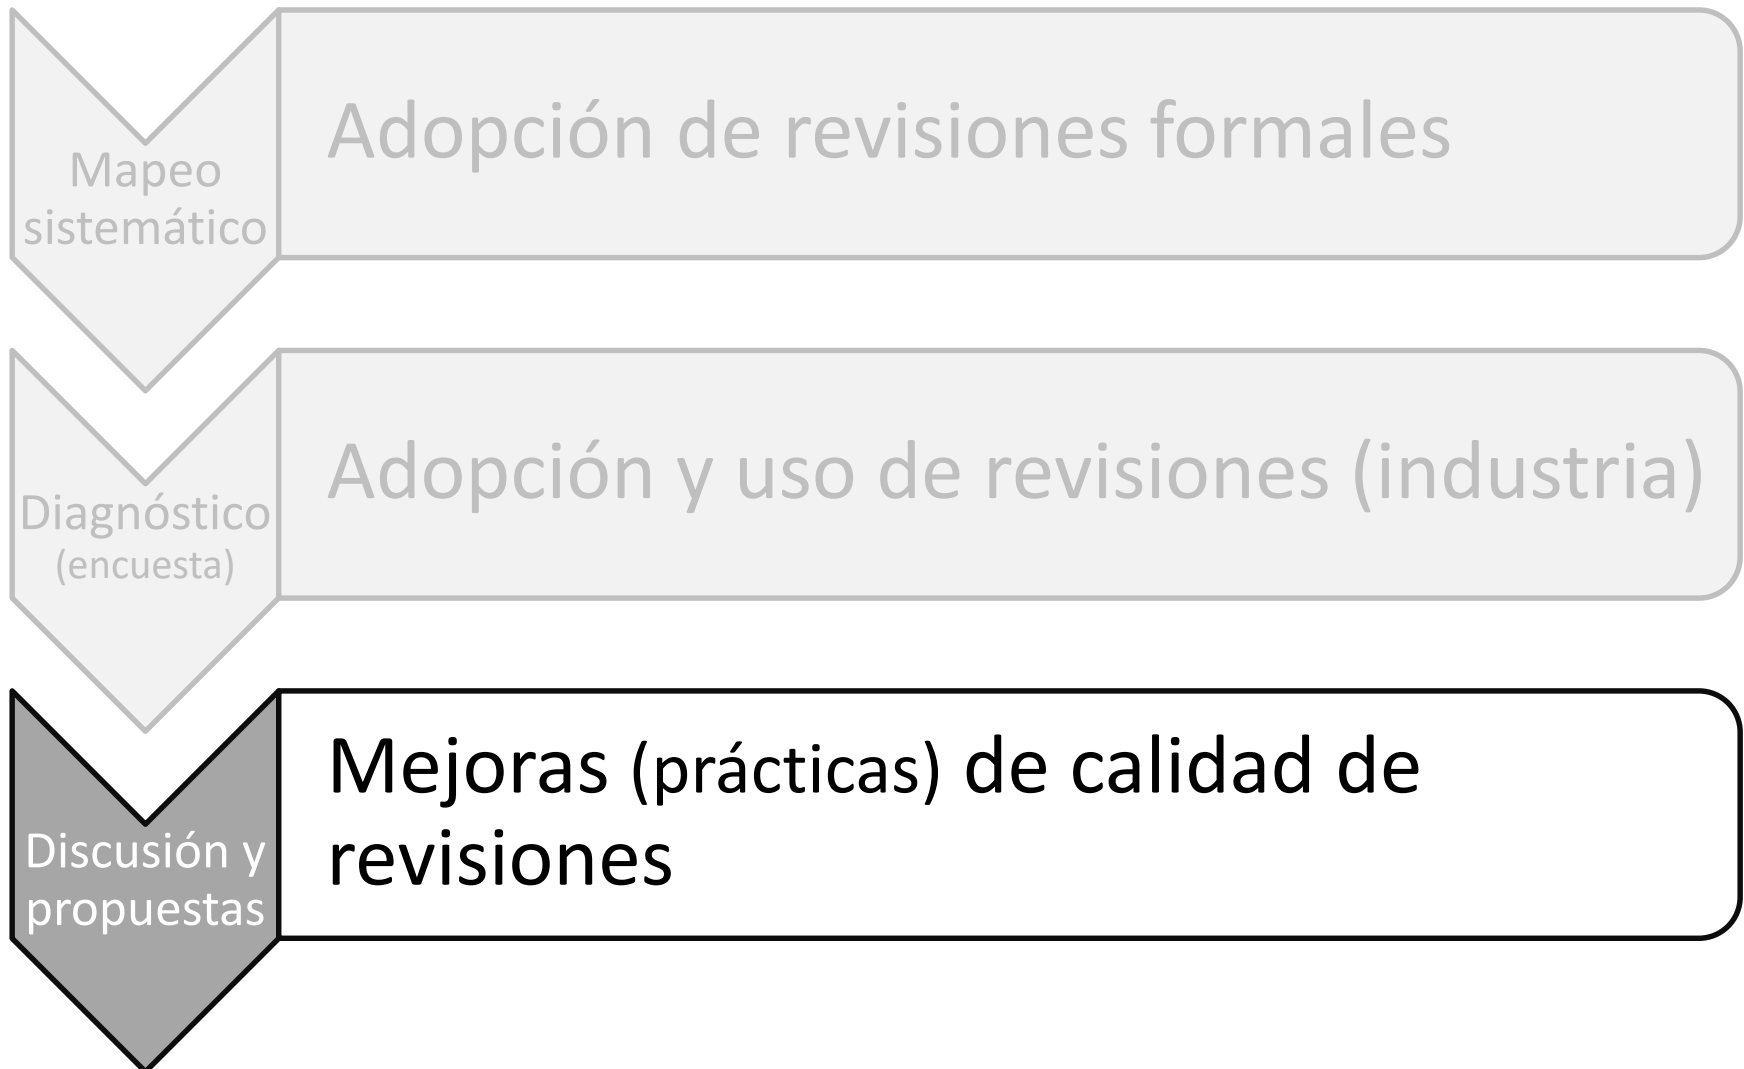 Mapeo
sistemático
Adopción de revisiones formales
Diagnóstico
(encuesta)
Adopción y uso de revisiones (industria)
Discusión y
propuestas
Mejoras (prácticas) de calidad de
revisiones